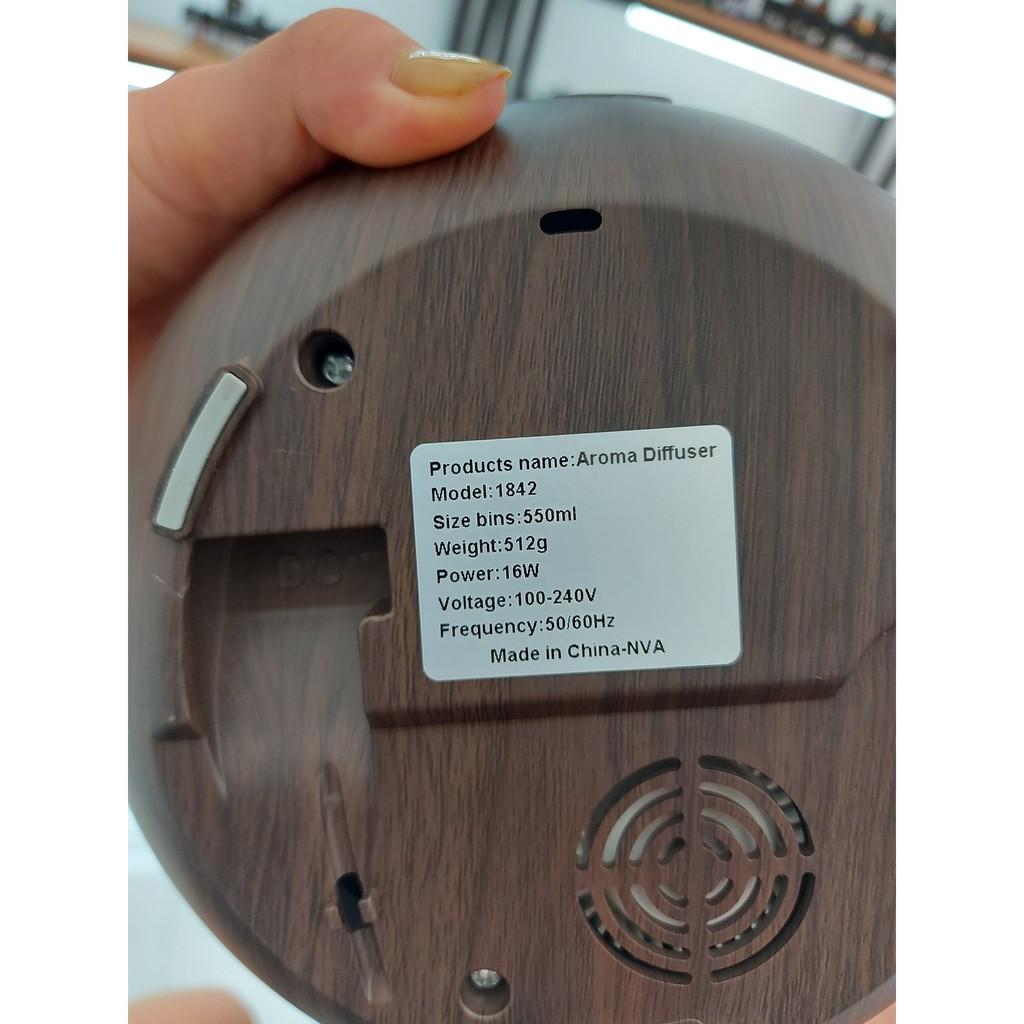 Products name:Aroma Diffuser
Model:1842
Size bins:550ml
Weight:512g
Power:16W
Voltage:100-240V
Frequency:50/60Hz
Made in China-NVA
DC